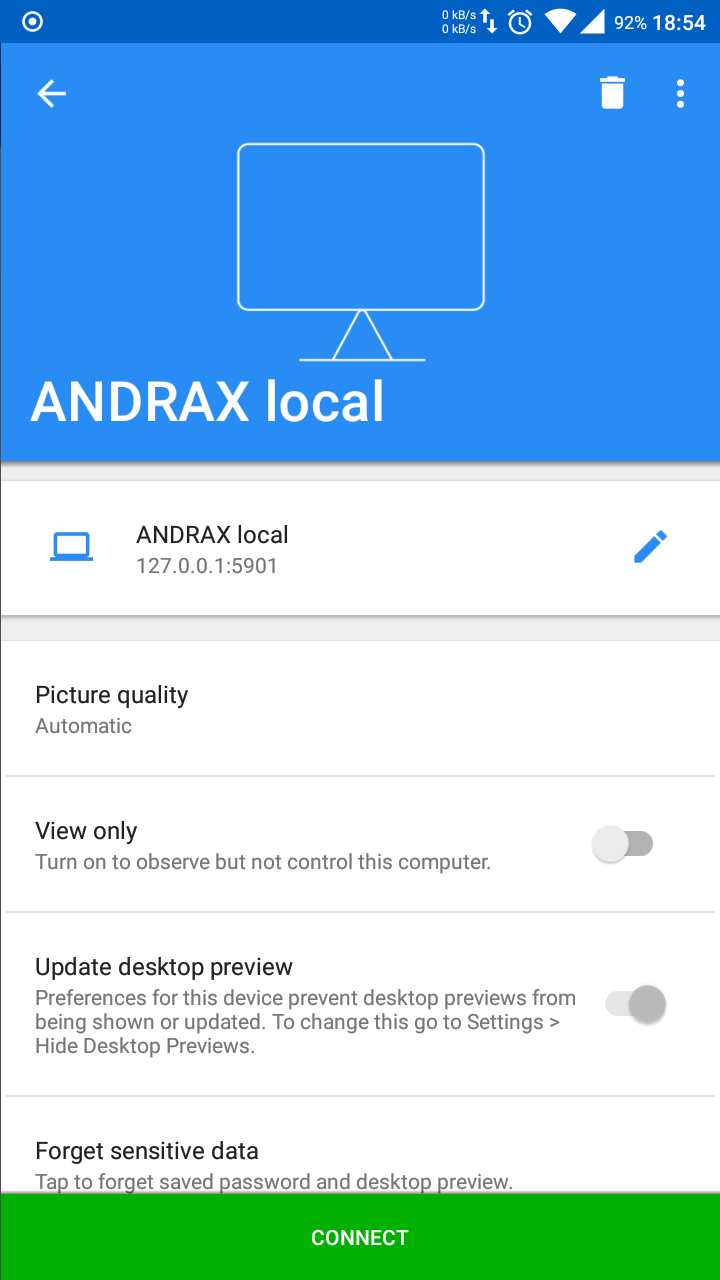 0 kB/s
0 kB/s
92% 18:54
ANDRAX local
ANDRAX local
127.0.0.1:5901
Picture quality
Automatic
View only
Turn on to observe but not control this computer.
Update desktop preview
Preferences for this device prevent desktop previews from
being shown or updated. To change this go to Settings >
Hide Desktop Previews.
Forget sensitive data
Tap to forget saved password and desktop preview.
CONNECT